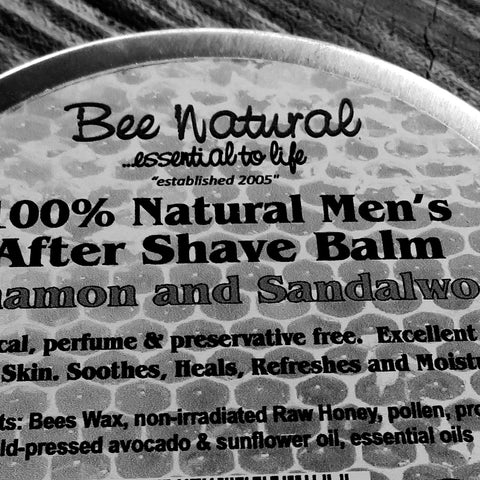 Bee Natural
...essential to life
"established 2005"
100% Natural Men's
After Shave Balm
namon and Sandalwo
cal, perfume & preservative free. Excellent
Skin. Soothes, Heals, Refreshes and Moistu
ts: Bees Wax, non-irradiated Raw Honey, pollen, pro
ld-pressed avocado & sunflower oil, essential oils